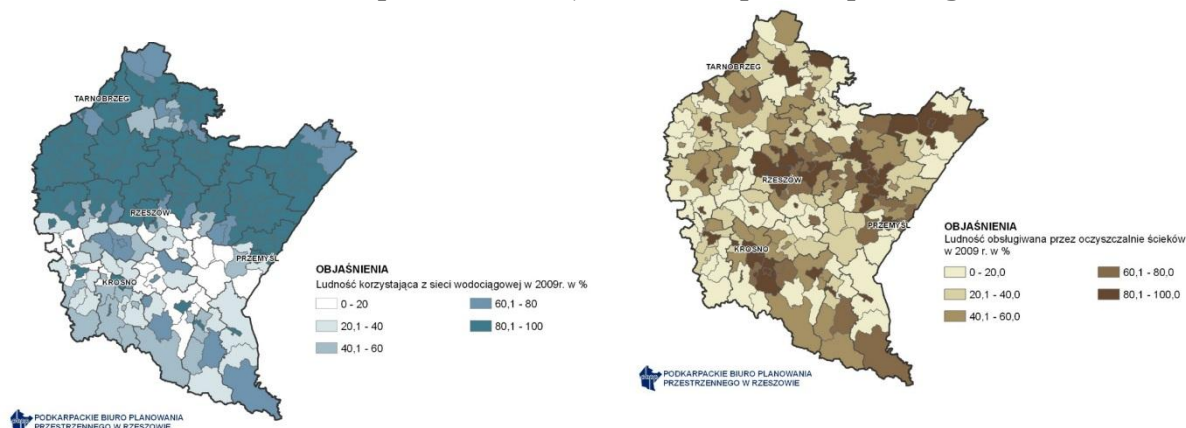 TARNOBRZEG
RZESZÓW
PRZEMYŚL
KROSNO
OBJAŚNIENIA
Ludność korzystająca z sieci wodociągowej w 2009r. w %
0 - 20
20,1 - 40
40,1 - 60
60,1 - 80
80,1 - 100
PODKARPACKIE BIURO PLANOWANIA
PRZESTRZENNEGO W RZESZOWIE
TARNOBRZEG
RZESZÓW
PRZEMYŚL
KROSNO
OBJAŚNIENIA
Ludność obsługiwana przez oczyszczalnie ścieków
w 2009 r. w %
0 - 20,0
20,1 - 40,0
40,1 - 60,0
60,1 - 80,0
80,1 - 100,0
PODKARPACKIE BIURO PLANOWANIA
PRZESTRZENNEGO W RZESZOWIE